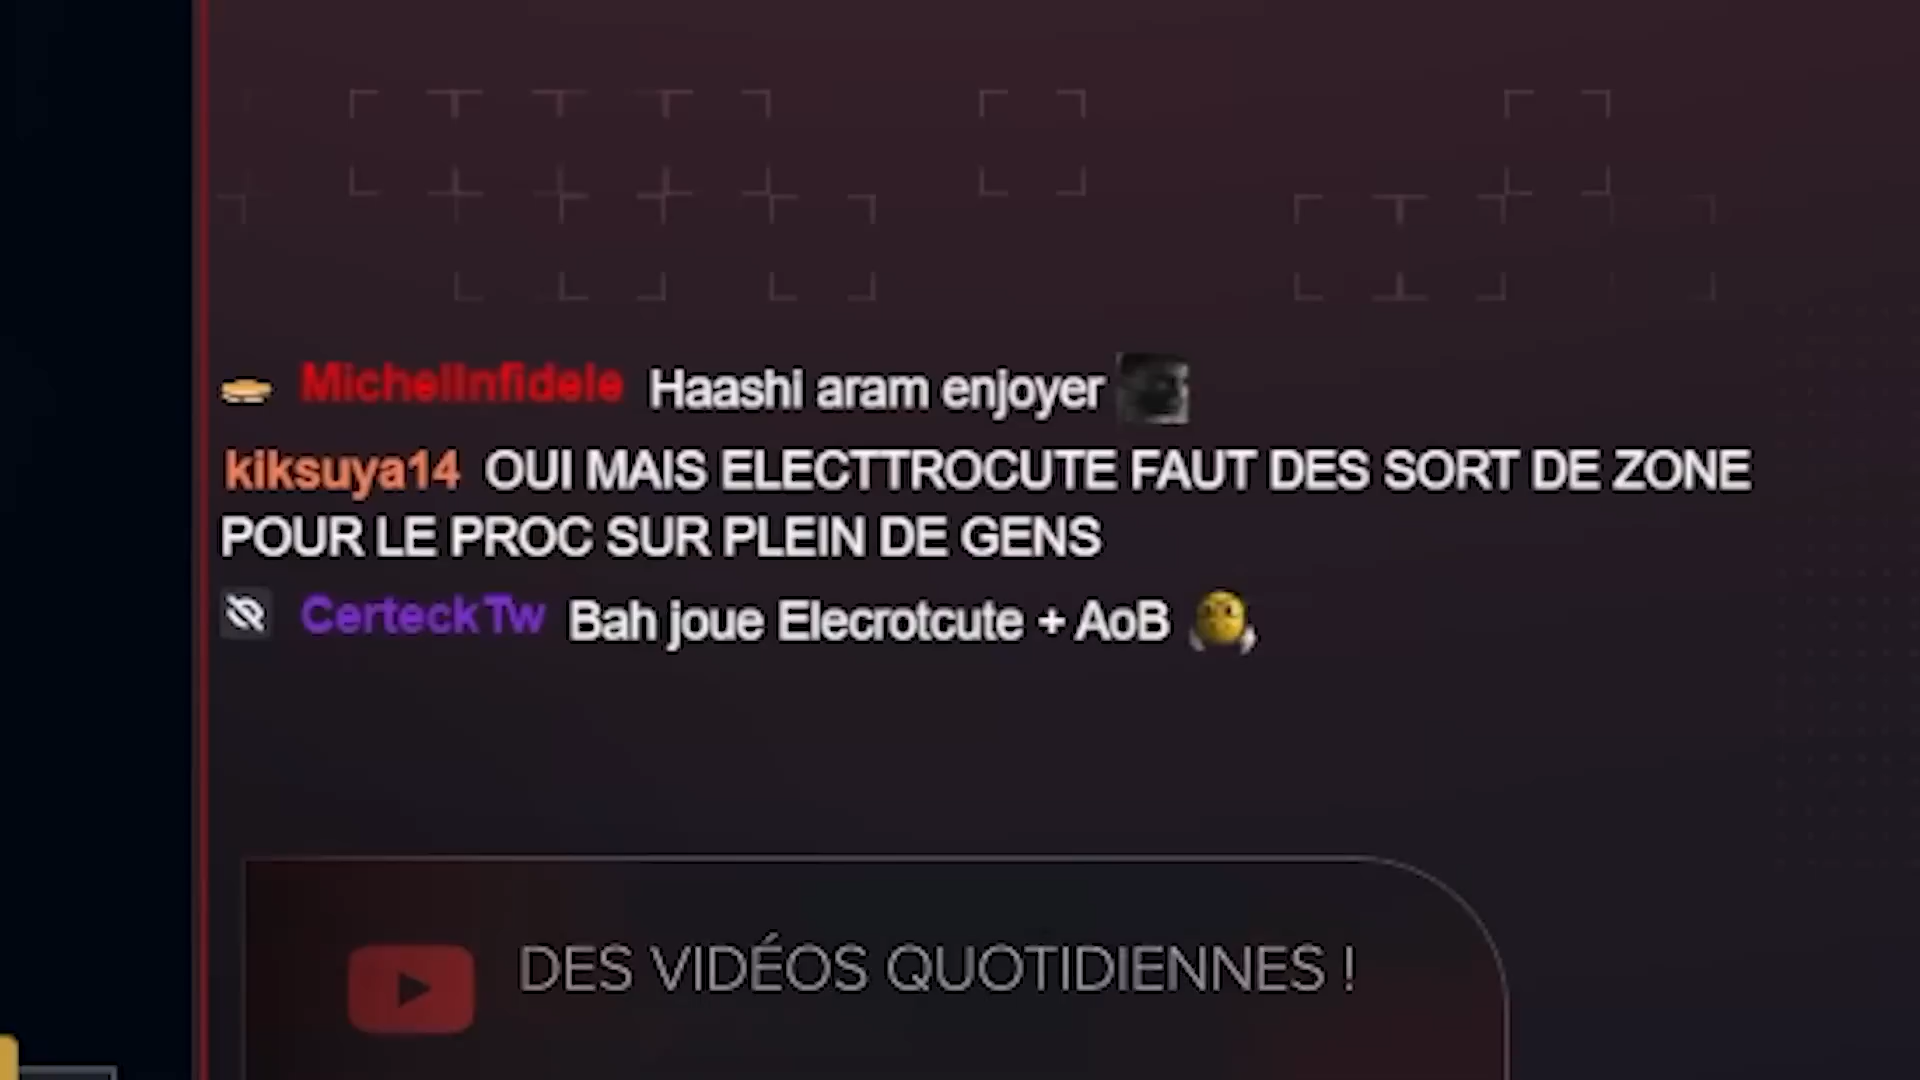 MichelInfidele Haashi aram enjoyer
kiksuya14 OUI MAIS ELECTTROCUTE FAUT DES SORT DE ZONE
POUR LE PROC SUR PLEIN DE GENS
CerteckTw Bah joue Elecrotcute + AoB
DES VIDÉOS QUOTIDIENNES !